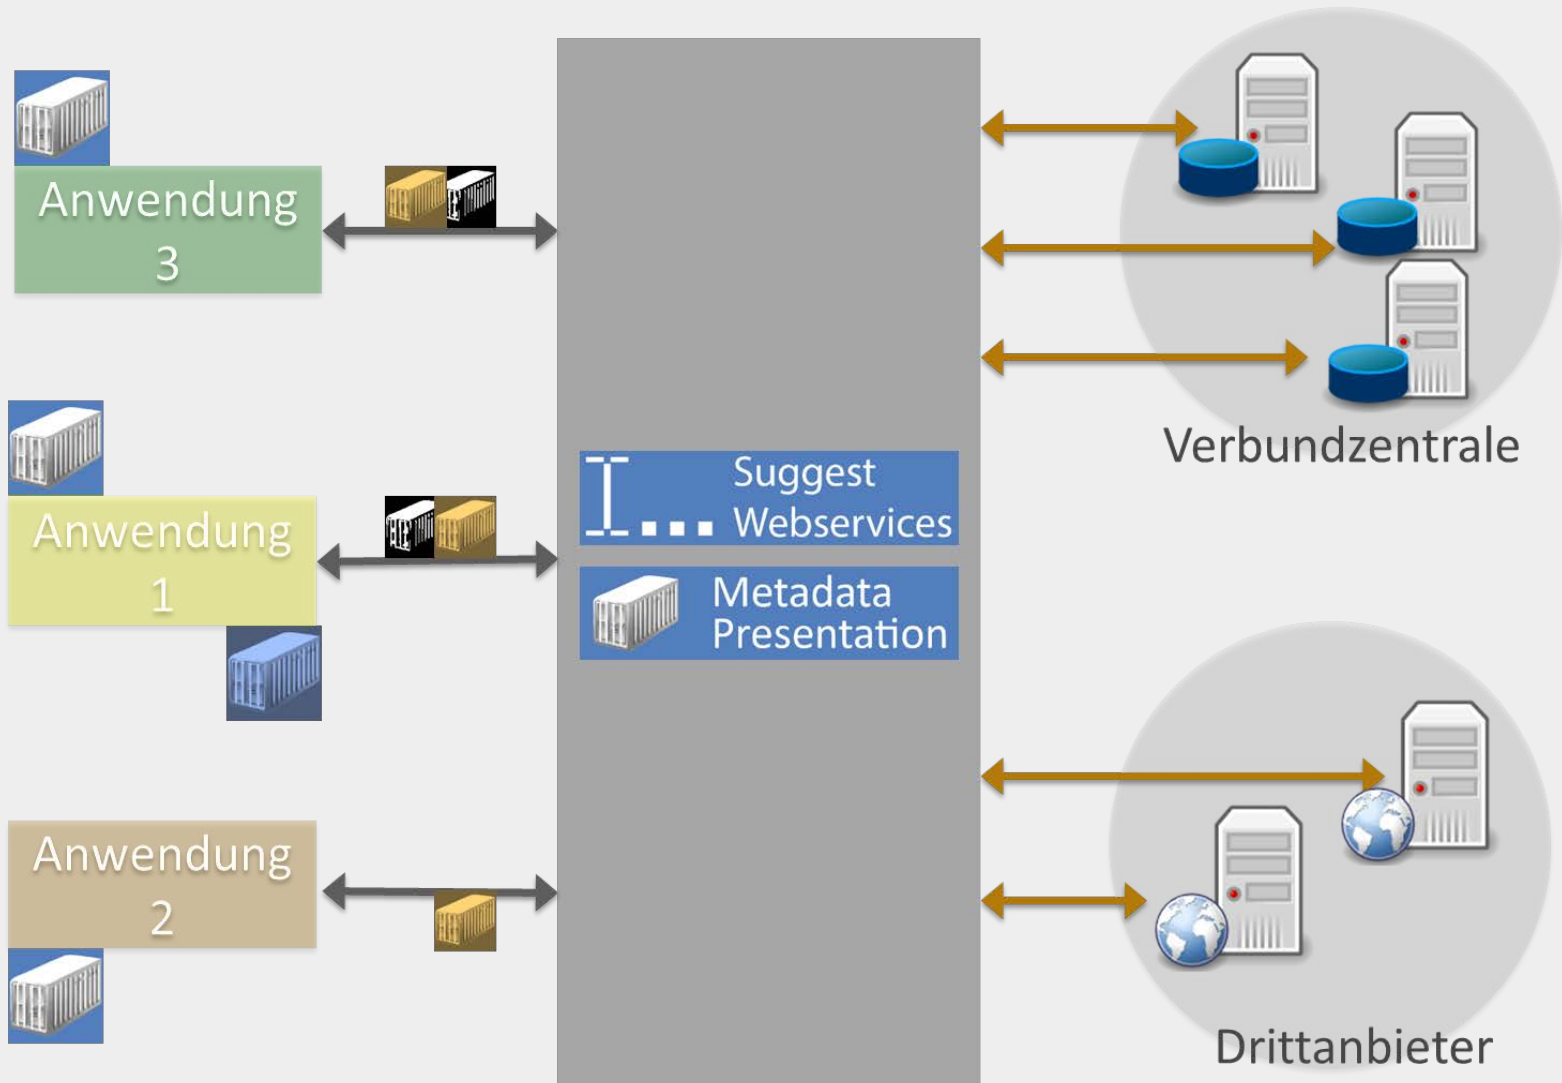 Anwendung
3
Anwendung
1
Anwendung
2
Suggest
Webservices
Metadata
Presentation
Verbundzentrale
Drittanbieter